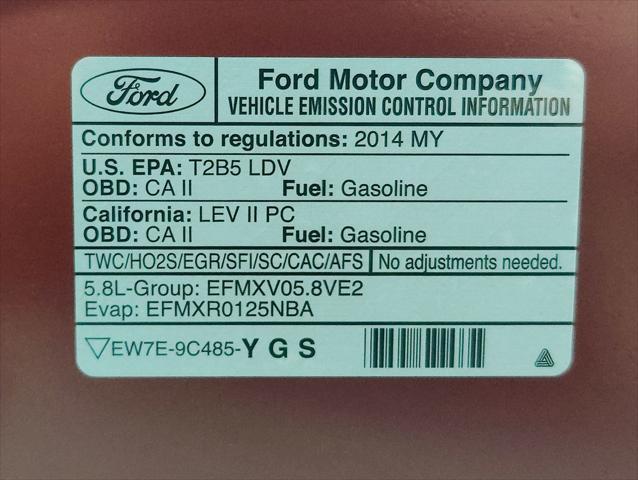 Ford
Ford Motor Company
VEHICLE EMISSION CONTROL INFORMATION
Conforms to regulations: 2014 MY
U.S. EPA: T2B5 LDV
OBD: CA II Fuel: Gasoline
California: LEV II PC
OBD: CA II Fuel: Gasoline
TWC/HO2S/EGR/SFI/SC/CAC/AFS No adjustments needed.
5.8L-Group: EFMXV05.8VE2
Evap: EFMXR0125NBA
EW7E-9C485-Y G S